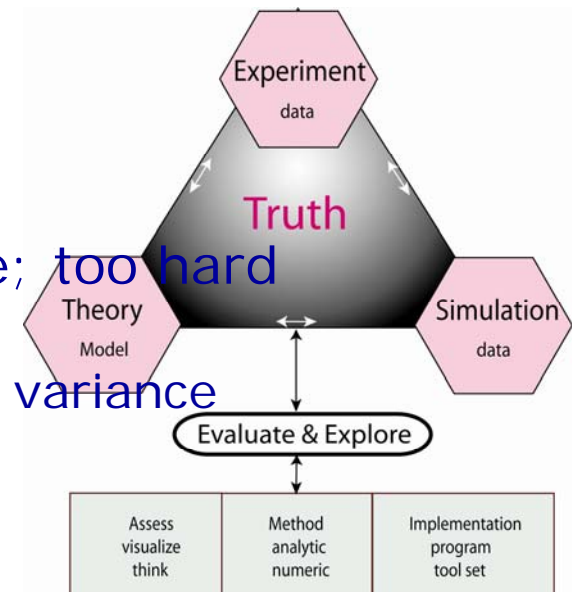 Experiment
data
Truth
e; too hard
Theory
Model
Simulation
data
variance
Evaluate & Explore
Assess
visualize
think
Method
analytic
numeric
Implementation
program
tool set